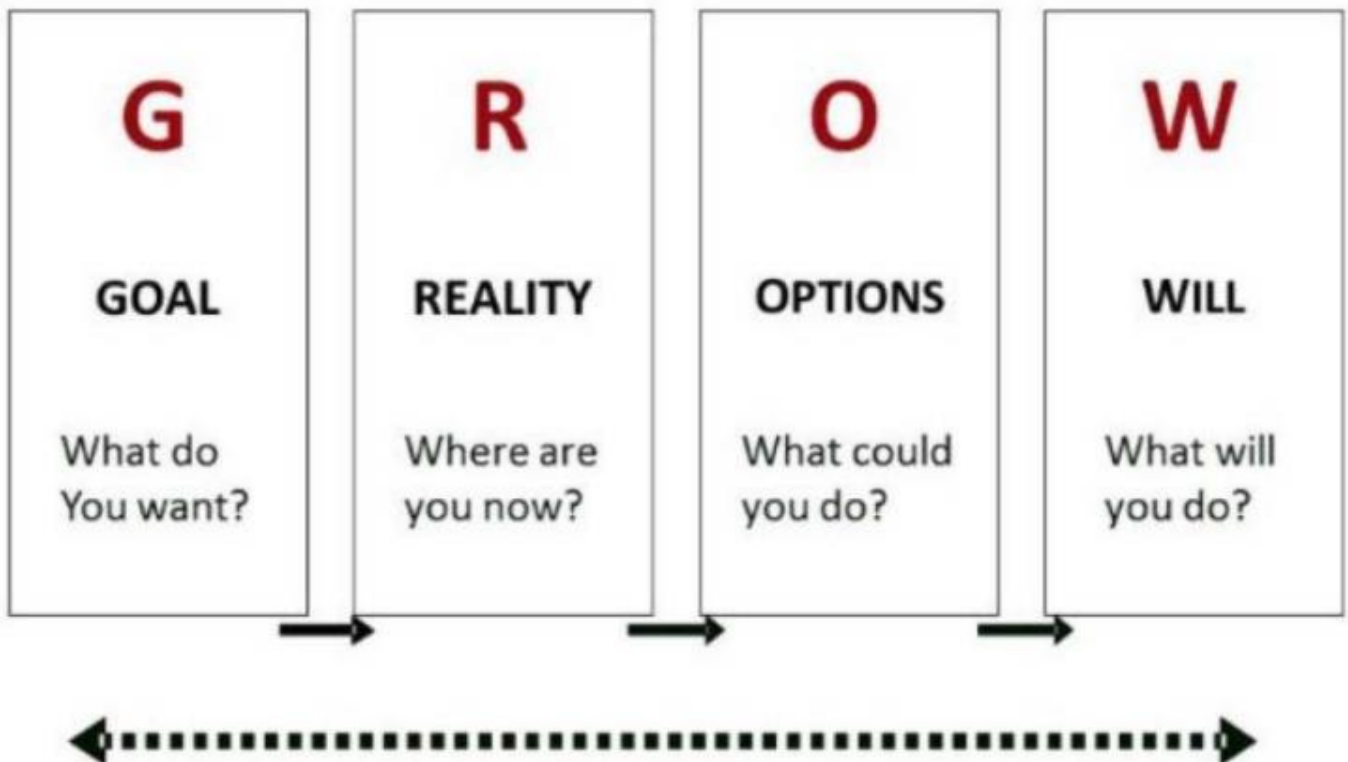 G
GOAL
What do
You want?
R
REALITY
Where are
you now?
O
OPTIONS
What could
you do?
W
WILL
What will
you do?